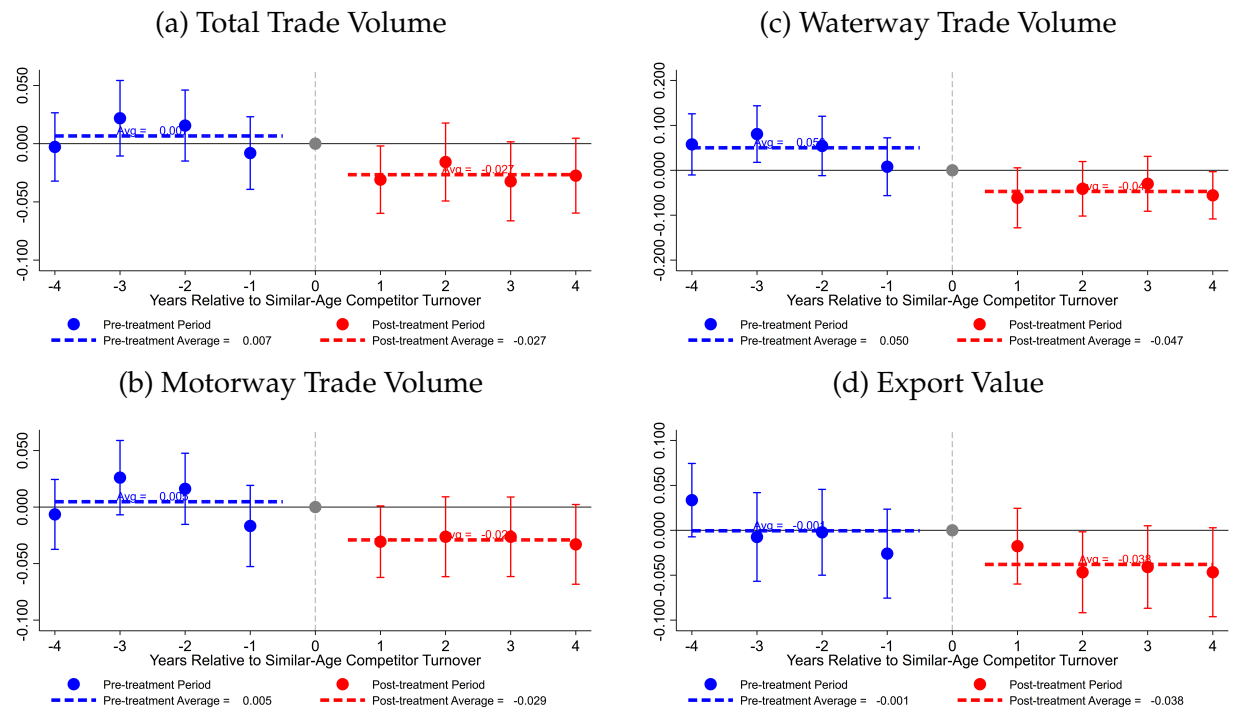 (a) Total Trade Volume
0.050
0.000
-0.050
-0.100
Avg = 0.00
Avg = -0.027
-4 -3 -2 -1 0 1 2 3 4
Years Relative to Similar-Age Competitor Turnover
Pre-treatment Period Post-treatment Period
Pre-treatment Average = 0.007 Post-treatment Average = -0.027
(c) Waterway Trade Volume
0.200
0.100
0.000
-0.100
-0.200
Avg = 0.050
Avg = -0.04
-4 -3 -2 -1 0 1 2 3 4
Years Relative to Similar-Age Competitor Turnover
Pre-treatment Period Post-treatment Period
Pre-treatment Average = 0.050 Post-treatment Average = -0.047
(b) Motorway Trade Volume
0.050
0.000
-0.050
-0.100
Avg = 0.005
Avg = -0.02
-4 -3 -2 -1 0 1 2 3 4
Years Relative to Similar-Age Competitor Turnover
Pre-treatment Period Post-treatment Period
Pre-treatment Average = 0.005 Post-treatment Average = -0.029
(d) Export Value
0.100
0.050
0.000
-0.050
-0.100
Avg = -0.001
Avg = -0.038
-4 -3 -2 -1 0 1 2 3 4
Years Relative to Similar-Age Competitor Turnover
Pre-treatment Period Post-treatment Period
Pre-treatment Average = -0.001 Post-treatment Average = -0.038